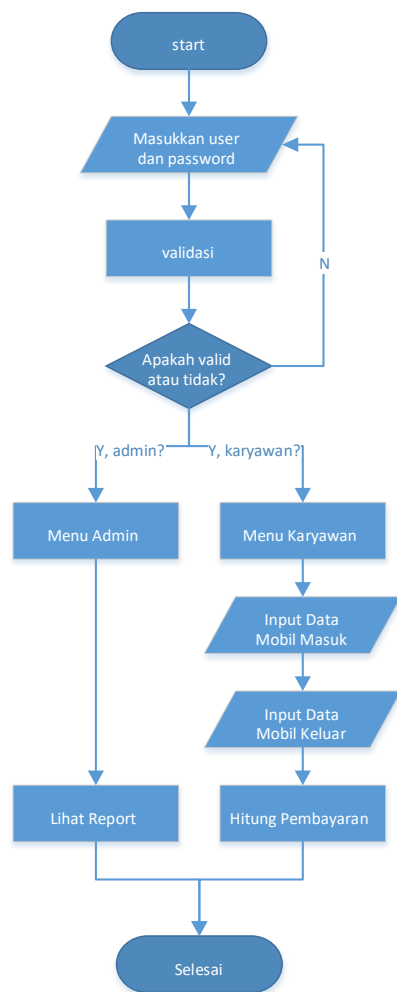 start
Masukkan user
dan password
validasi
N
Apakah valid
atau tidak?
Y, admin?
Y, karyawan?
Menu Admin
Menu Karyawan
Input Data
Mobil Masuk
Input Data
Mobil Keluar
Lihat Report
Hitung Pembayaran
Selesai